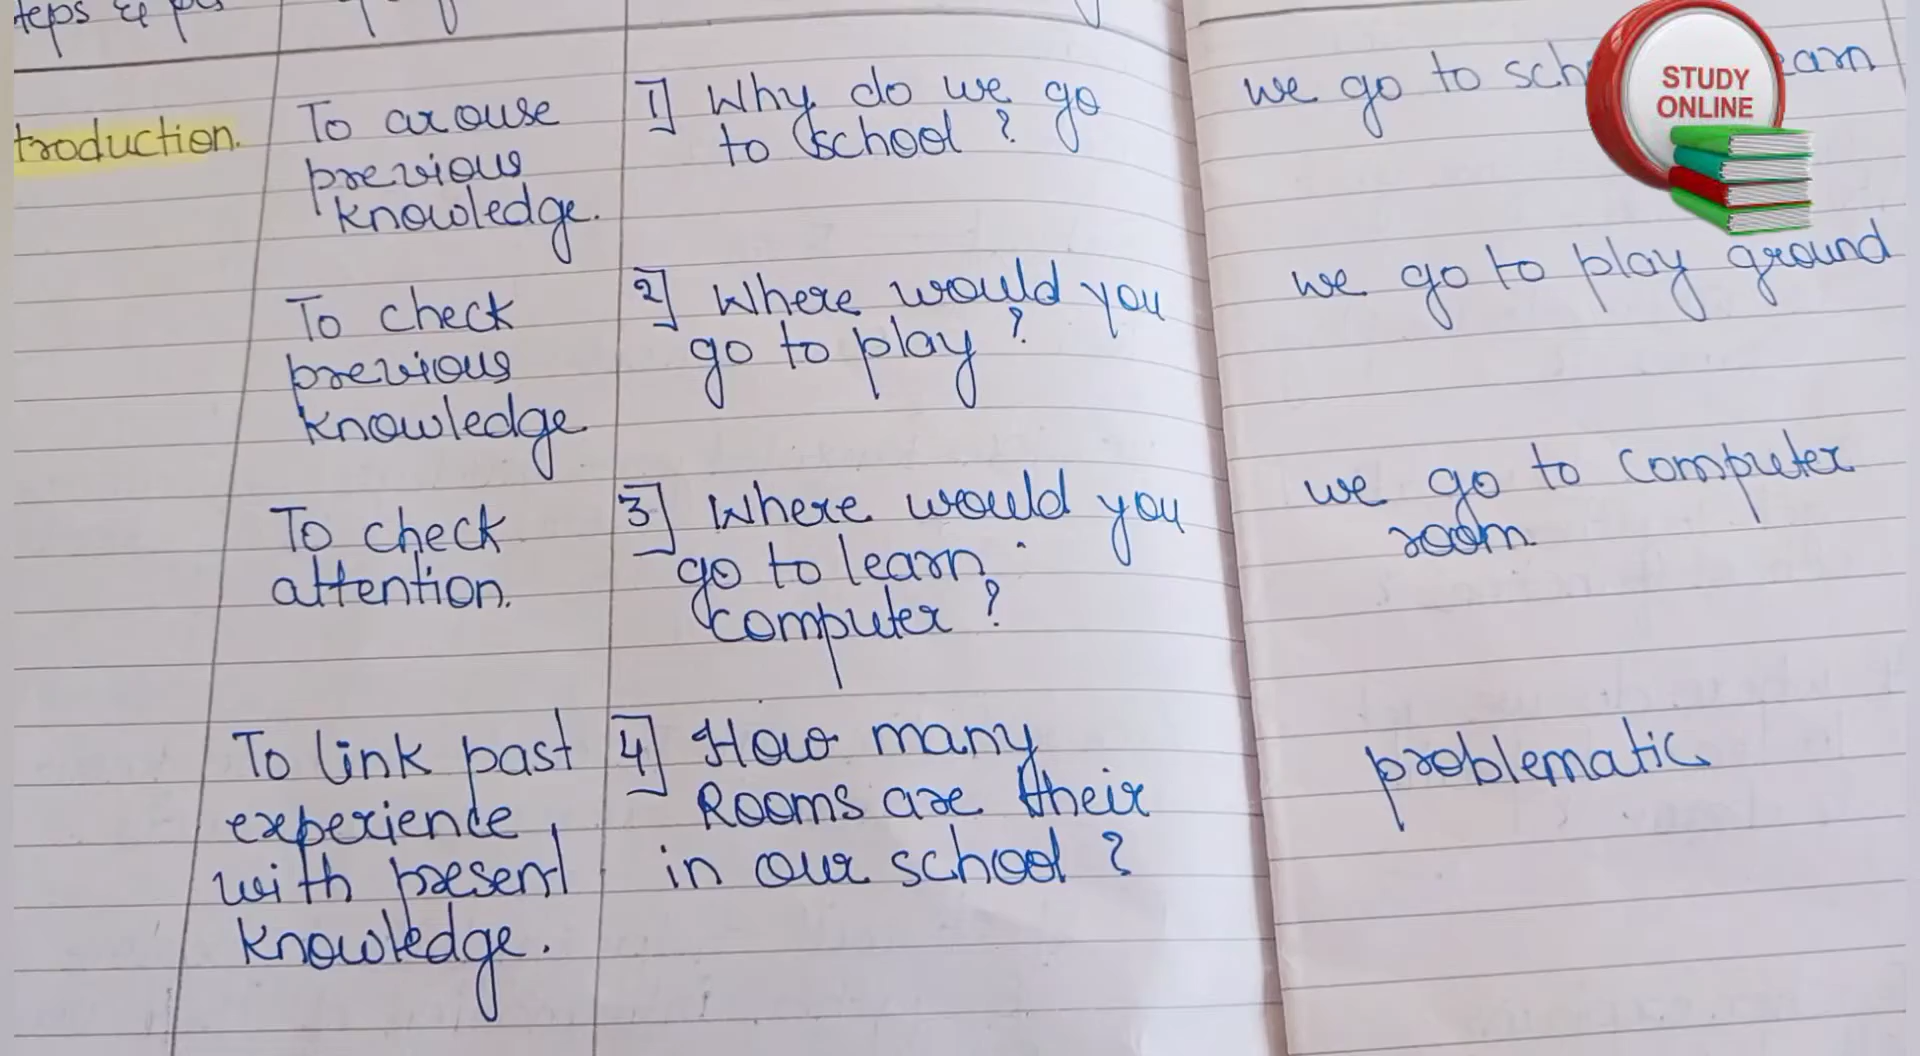 teps &
troduction.
To arouse
previous
knowledge.
1] Why do we go
to school ?
we go to sch earn
To check
previous
knowledge
2] Where would you
go to play ?
we go to play ground
To check
attention.
3] Where would you
go to learn
computer ?
we go to computer
room.
To link past
experience
with present
knowledge.
4] How many
Rooms are their
in our school ?
problematic
STUDY
ONLINE